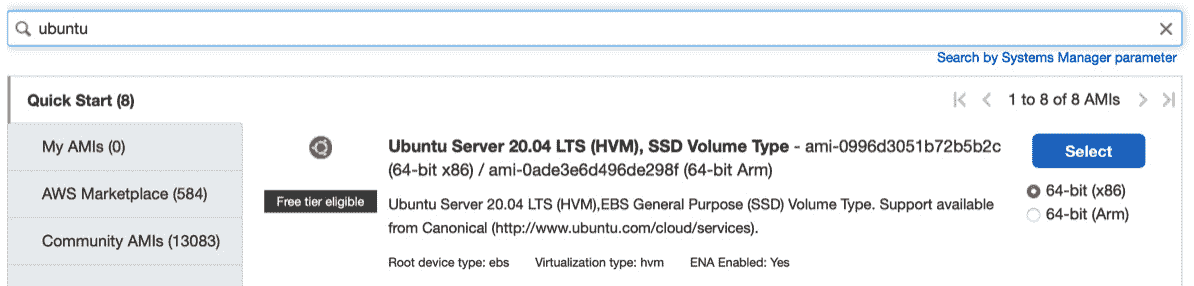 ubuntu
Search by Systems Manager parameter
Quick Start (8)
1 to 8 of 8 AMIs
My AMIs (0)
AWS Marketplace (584)
Community AMIs (13083)
Free tier eligible
Ubuntu Server 20.04 LTS (HVM), SSD Volume Type - ami-0996d3051b72b5b2c
(64-bit x86) / ami-0ade3e6d496de298f (64-bit Arm)
Ubuntu Server 20.04 LTS (HVM),EBS General Purpose (SSD) Volume Type. Support available
from Canonical (http://www.ubuntu.com/cloud/services).
Root device type: ebs Virtualization type: hvm ENA Enabled: Yes
Select
64-bit (x86)
64-bit (Arm)